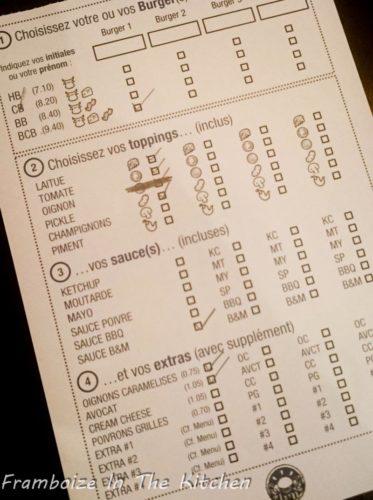 1 Choisissez votre ou vos Burger(s)
Burger 1 Burger 2 Burger 3
Indiquez vos initiales
ou votre prénom :
HB (7.10)
CB (8.20)
BB (8.40)
BCB (9.40)
2 Choisissez vos toppings... (inclus)
LAITUE
TOMATE
OIGNON
PICKLE
CHAMPIGNONS
PIMENT
3 ...vos sauce(s)... (incluses)
KETCHUP KC KC KC
MOUTARDE MT MT MT
MAYO MY MY MY
SAUCE POIVRE SP SP SP
SAUCE BBQ BBQ BBQ BBQ
SAUCE B&M B&M B&M B&M
4 ...et vos extras (avec supplément)
OIGNONS CARAMELISES (0.75) OC OC OC
AVOCAT (1.05) AVCT AVCT AVCT
CREAM CHEESE (1.05) CC CC CC
POIVRONS GRILLES (0.70) PG PG PG
EXTRA #1 (Cf. Menu) #1 #1 #1
EXTRA #2 (Cf. Menu) #2 #2
EXTRA #3 (Cf. Menu) #3 #3
EXTRA #4 (Cf. Menu) #4 #4
Framboize In The Kitchen